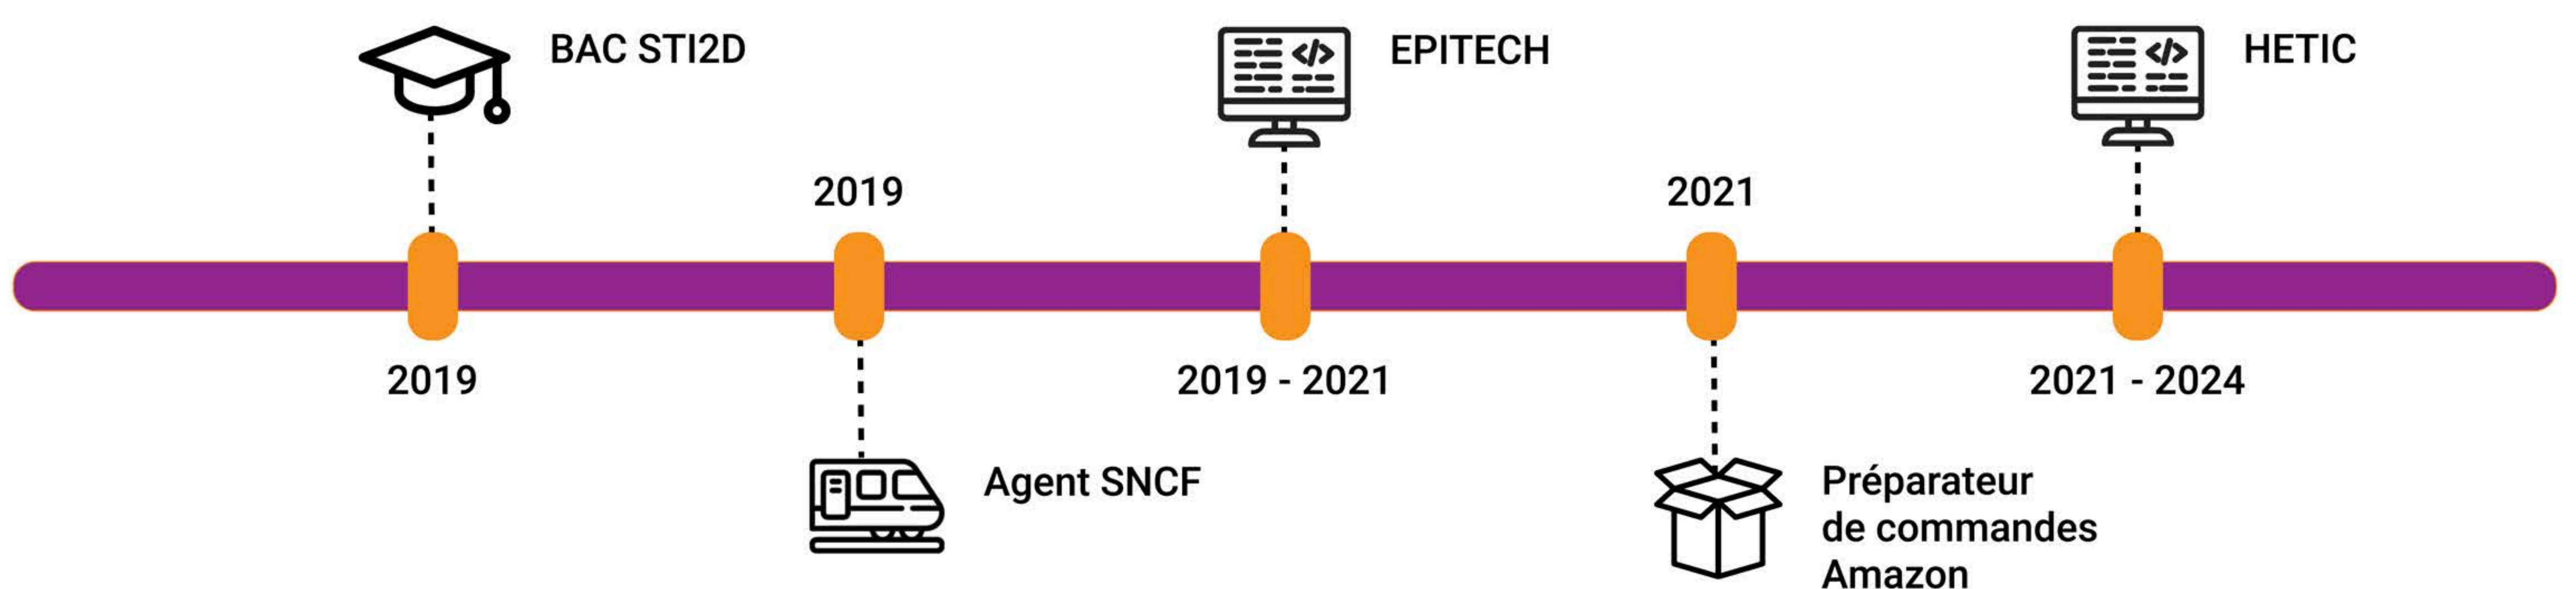 BAC STI2D
2019
2019
Agent SNCF
EPITECH
</>
2019 - 2021
2021
Préparateur
de commandes
Amazon
HETIC
</>
2021 - 2024